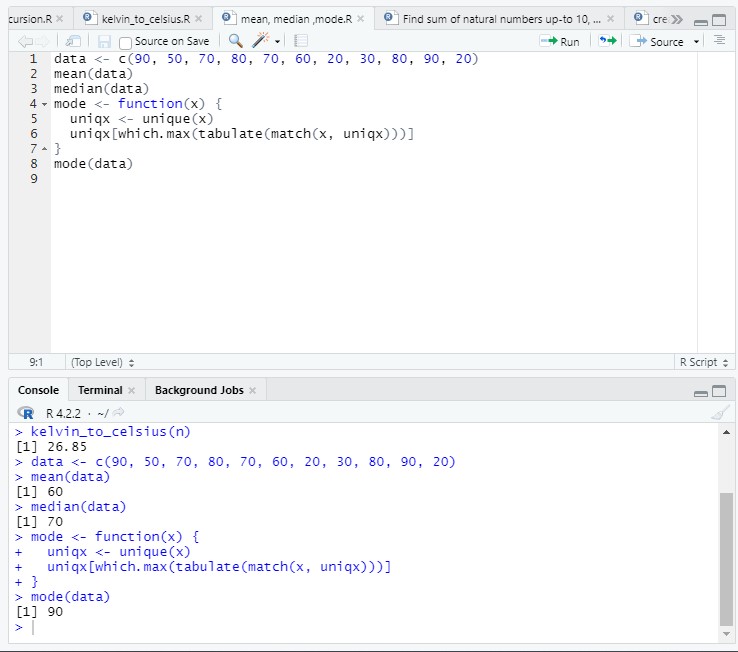 cursion.R kelvin_to_celsius.R mean, median ,mode.R Find sum of natural numbers up-to 10, ... cre
Source on Save Run Source
1 data <- c(90, 50, 70, 80, 70, 60, 20, 30, 80, 90, 20)
2 mean(data)
3 median(data)
4 mode <- function(x) {
5 uniqx <- unique(x)
6 uniqx[which.max(tabulate(match(x, uniqx)))]
7 }
8 mode(data)
9
9:1 (Top Level) R Script
Console Terminal Background Jobs
R R 4.2.2 · ~/
> kelvin_to_celsius(n)
[1] 26.85
> data <- c(90, 50, 70, 80, 70, 60, 20, 30, 80, 90, 20)
> mean(data)
[1] 60
> median(data)
[1] 70
> mode <- function(x) {
+ uniqx <- unique(x)
+ uniqx[which.max(tabulate(match(x, uniqx)))]
+ }
> mode(data)
[1] 90
>